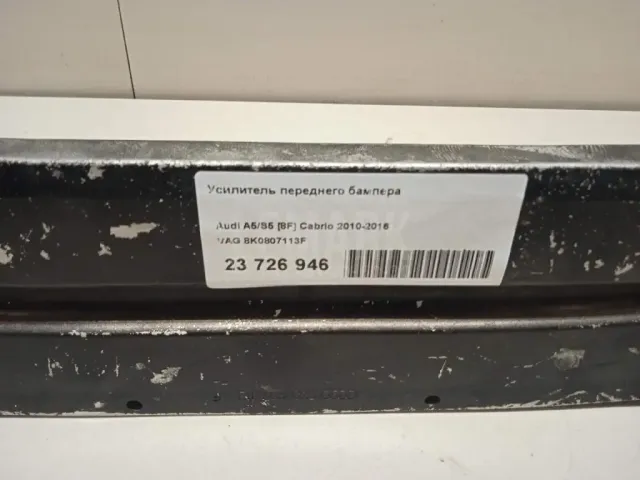 Усилитель переднего бампера
Audi A5/S5 [8F] Cabrio 2010-2016
VAG 8K0807113F
23 726 946